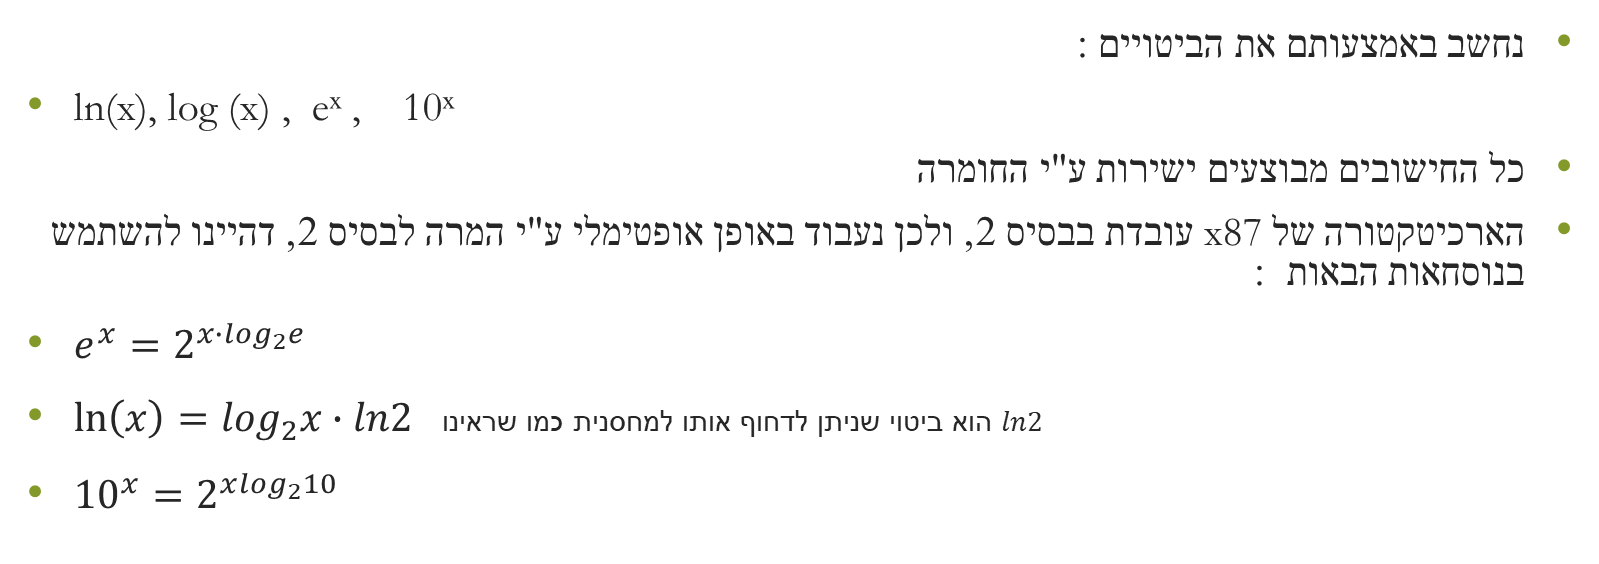 • נחשב באמצעותם את הביטויים :
• ln(x), log (x) , eˣ , 10ˣ
• כל החישובים מבוצעים ישירות ע"י החומרה
• הארכיטקטורה של x87 עובדת בבסיס 2, ולכן נעבוד באופן אופטימלי ע"י המרה לבסיס 2, דהיינו להשתמש
בנוסחאות הבאות :
• e^x = 2^{x·log₂e}
• ln(x) = log₂x · ln2 ln2 הוא ביטוי שניתן לדחוף אותו למחסנית כמו שראינו
• 10^x = 2^{xlog₂10}